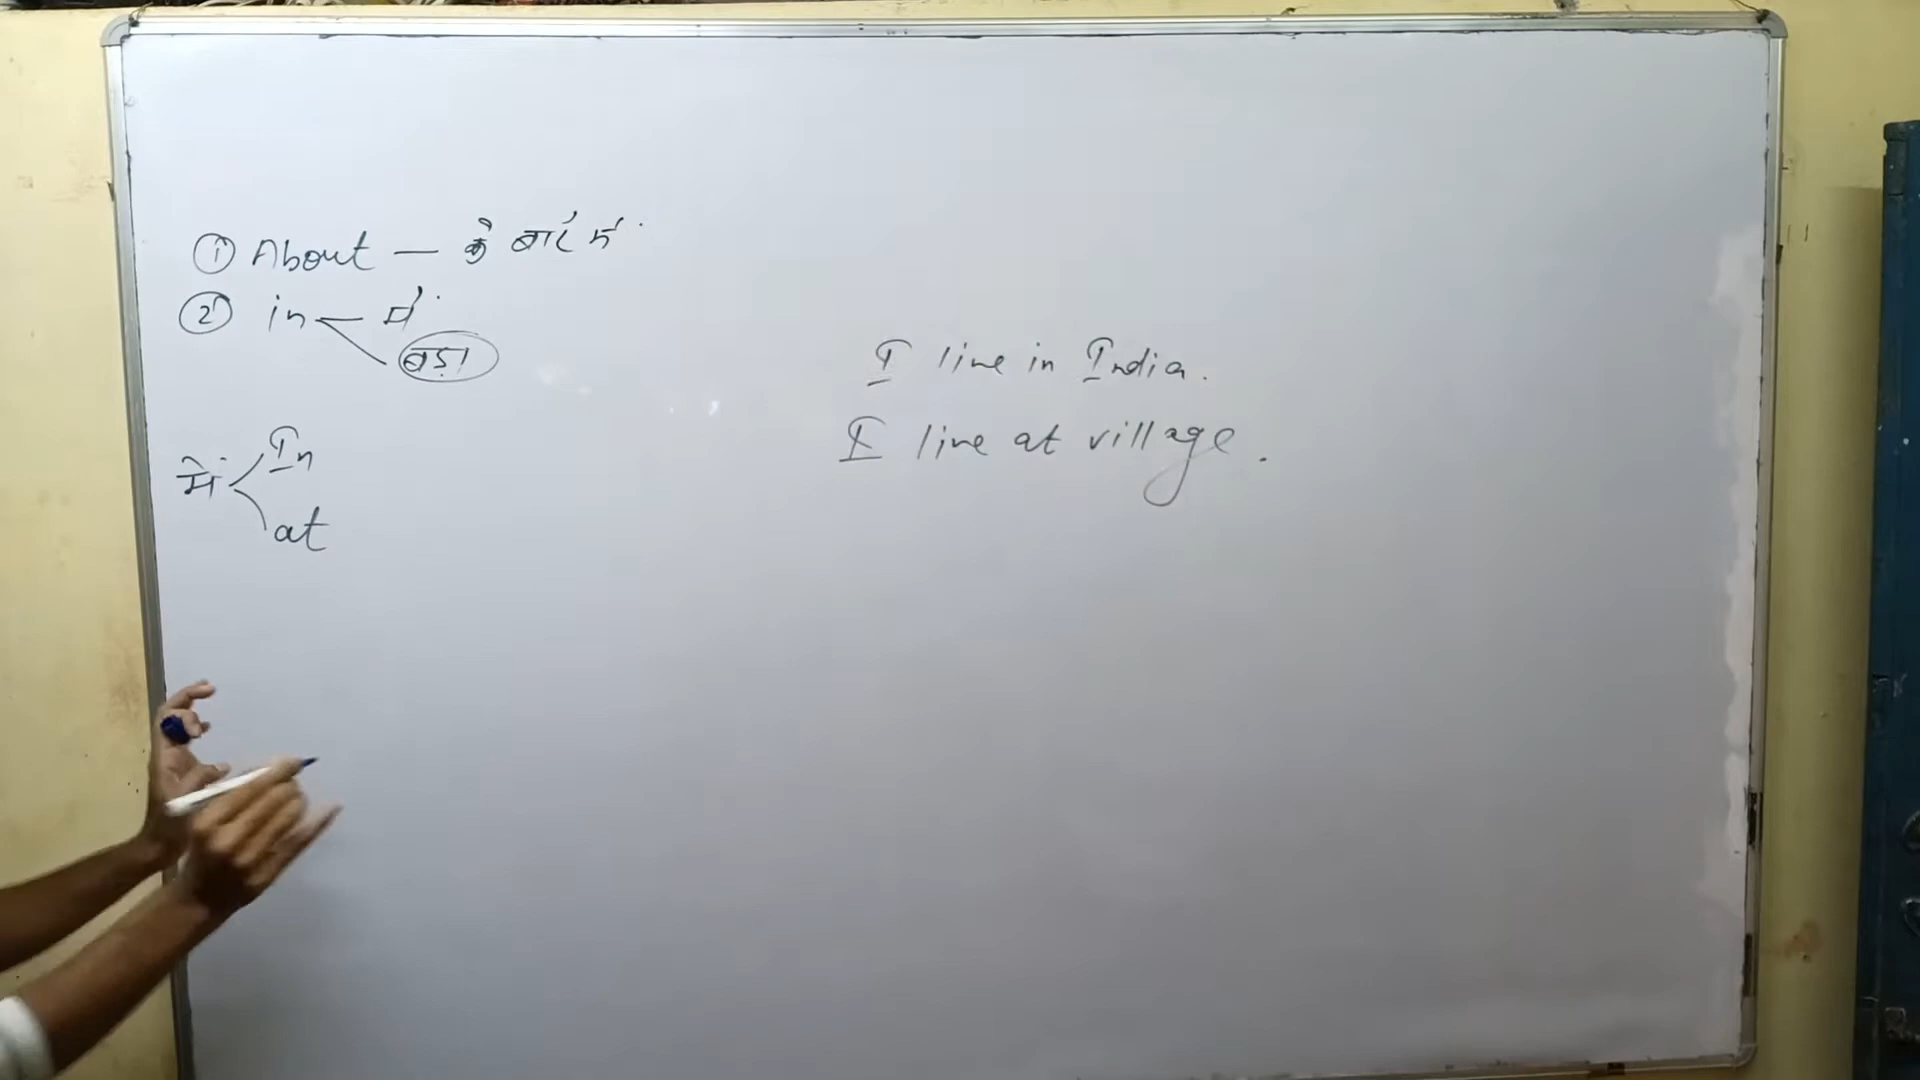 ① About — के बारे में
② in — में
बड़ा
में In
at
I live in India.
I live at village.